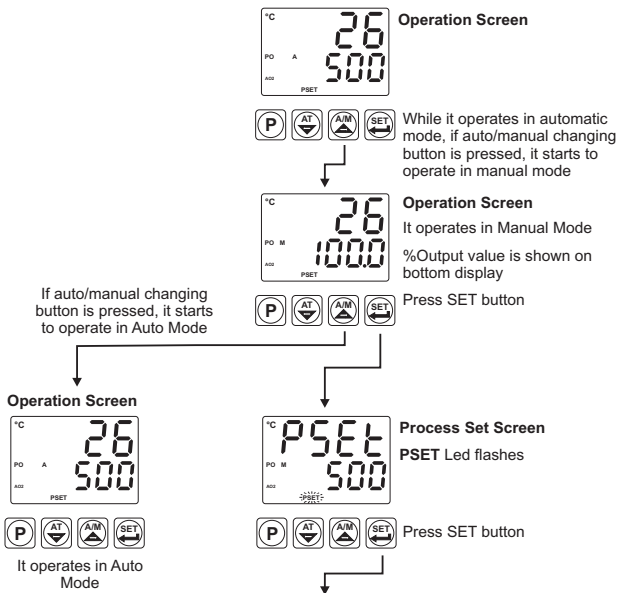 °C
26
Operation Screen
PO A
500
AO2
PSET
P AT A/M SET
While it operates in automatic
mode, if auto/manual changing
button is pressed, it starts to
operate in manual mode
°C
26
Operation Screen
It operates in Manual Mode
PO M
100.0
%Output value is shown on
bottom display
AO2
PSET
P AT A/M SET
Press SET button
If auto/manual changing
button is pressed, it starts
to operate in Auto Mode
Operation Screen
°C
26
PO A
500
AO2
PSET
P AT A/M SET
It operates in Auto
Mode
°C
PSEt
Process Set Screen
PSET Led flashes
PO M
500
AO2
PSET
P AT A/M SET
Press SET button